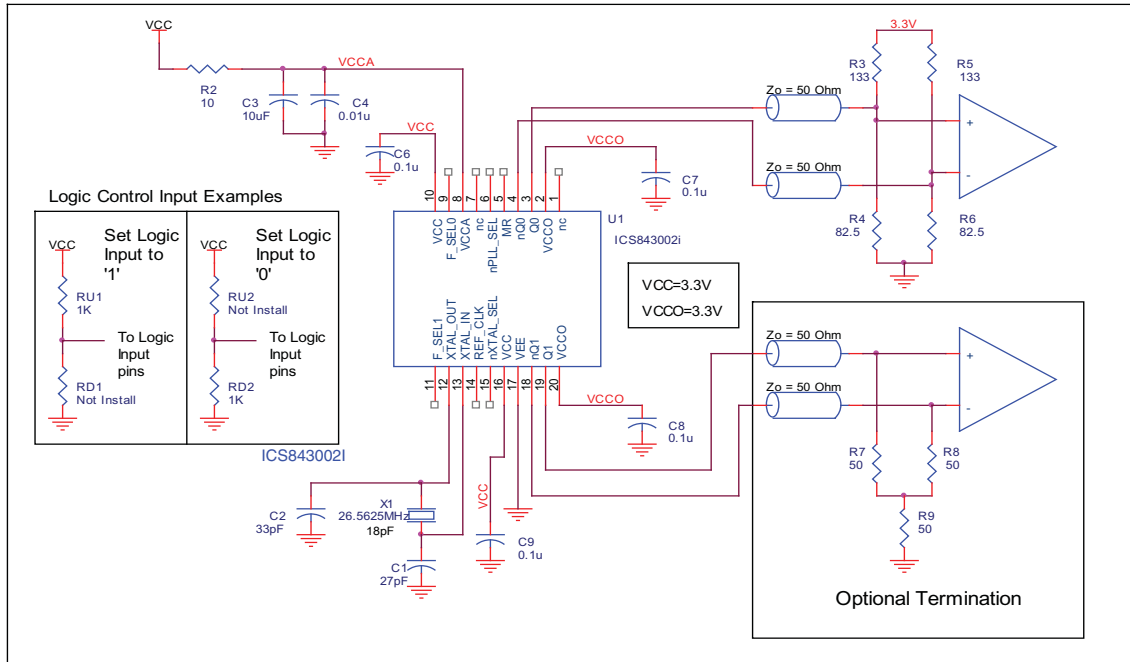 VCC
R2
10
VCCA
C3
10uF
C4
0.01u
VCC
C6
0.1u
VCCO
C7
0.1u
3.3V
R3
133
R5
133
Zo = 50 Ohm
Zo = 50 Ohm
+
-
R4
82.5
R6
82.5
Logic Control Input Examples
VCC
Set Logic
Input to
'1'
RU1
1K
To Logic
Input
pins
RD1
Not Install
VCC
Set Logic
Input to
'0'
RU2
Not Install
To Logic
Input
pins
RD2
1K
ICS843002I
10 9 8 7 6 5 4 3 2 1
VCC
F_SEL0
VCCA
nc
nPLL_SEL
MR
nQ0
Q0
VCCO
nc
U1
ICS843002i
F_SEL1
XTAL_OUT
XTAL_IN
REF_CLK
nXTAL_SEL
VCC
VEE
nQ1
Q1
VCCO
11 12 13 14 15 16 17 18 19 20
VCC=3.3V
VCCO=3.3V
VCCO
C8
0.1u
C2
33pF
X1
26.5625MHz
18pF
C1
27pF
VCC
C9
0.1u
Zo = 50 Ohm
Zo = 50 Ohm
+
-
R7
50
R8
50
R9
50
Optional Termination